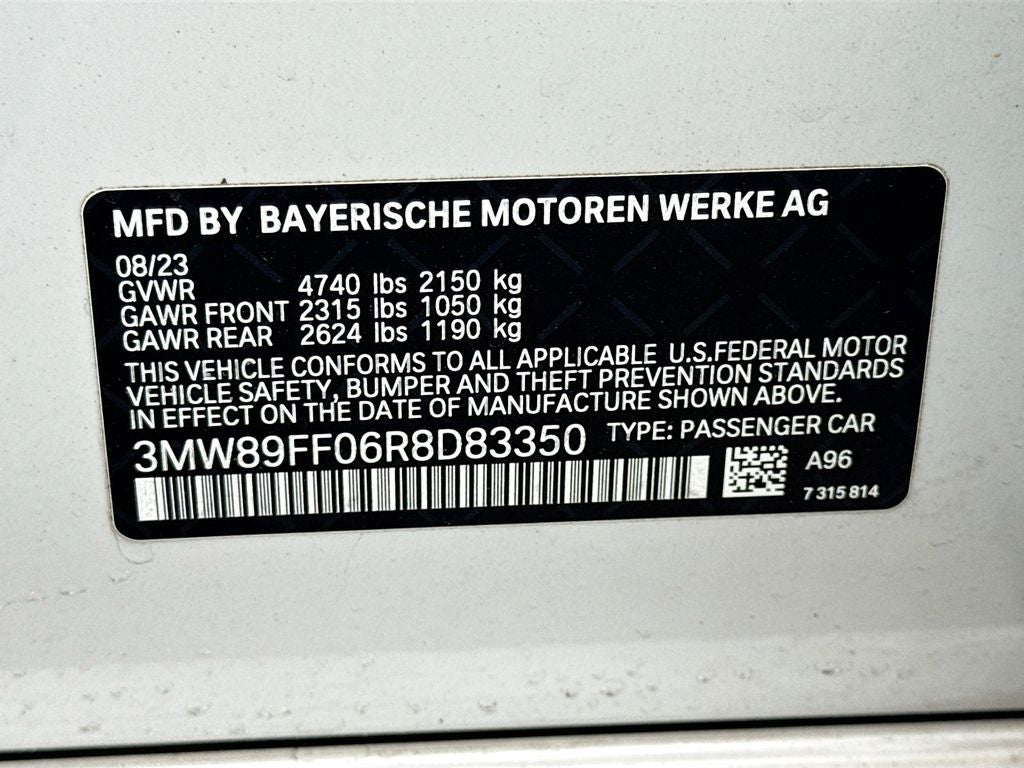 MFD BY BAYERISCHE MOTOREN WERKE AG
08/23
GVWR 4740 lbs 2150 kg
GAWR FRONT 2315 lbs 1050 kg
GAWR REAR 2624 lbs 1190 kg
THIS VEHICLE CONFORMS TO ALL APPLICABLE U.S.FEDERAL MOTOR
VEHICLE SAFETY, BUMPER AND THEFT PREVENTION STANDARDS
IN EFFECT ON THE DATE OF MANUFACTURE SHOWN ABOVE.
3MW89FF06R8D83350 TYPE: PASSENGER CAR
A96
7 315 814